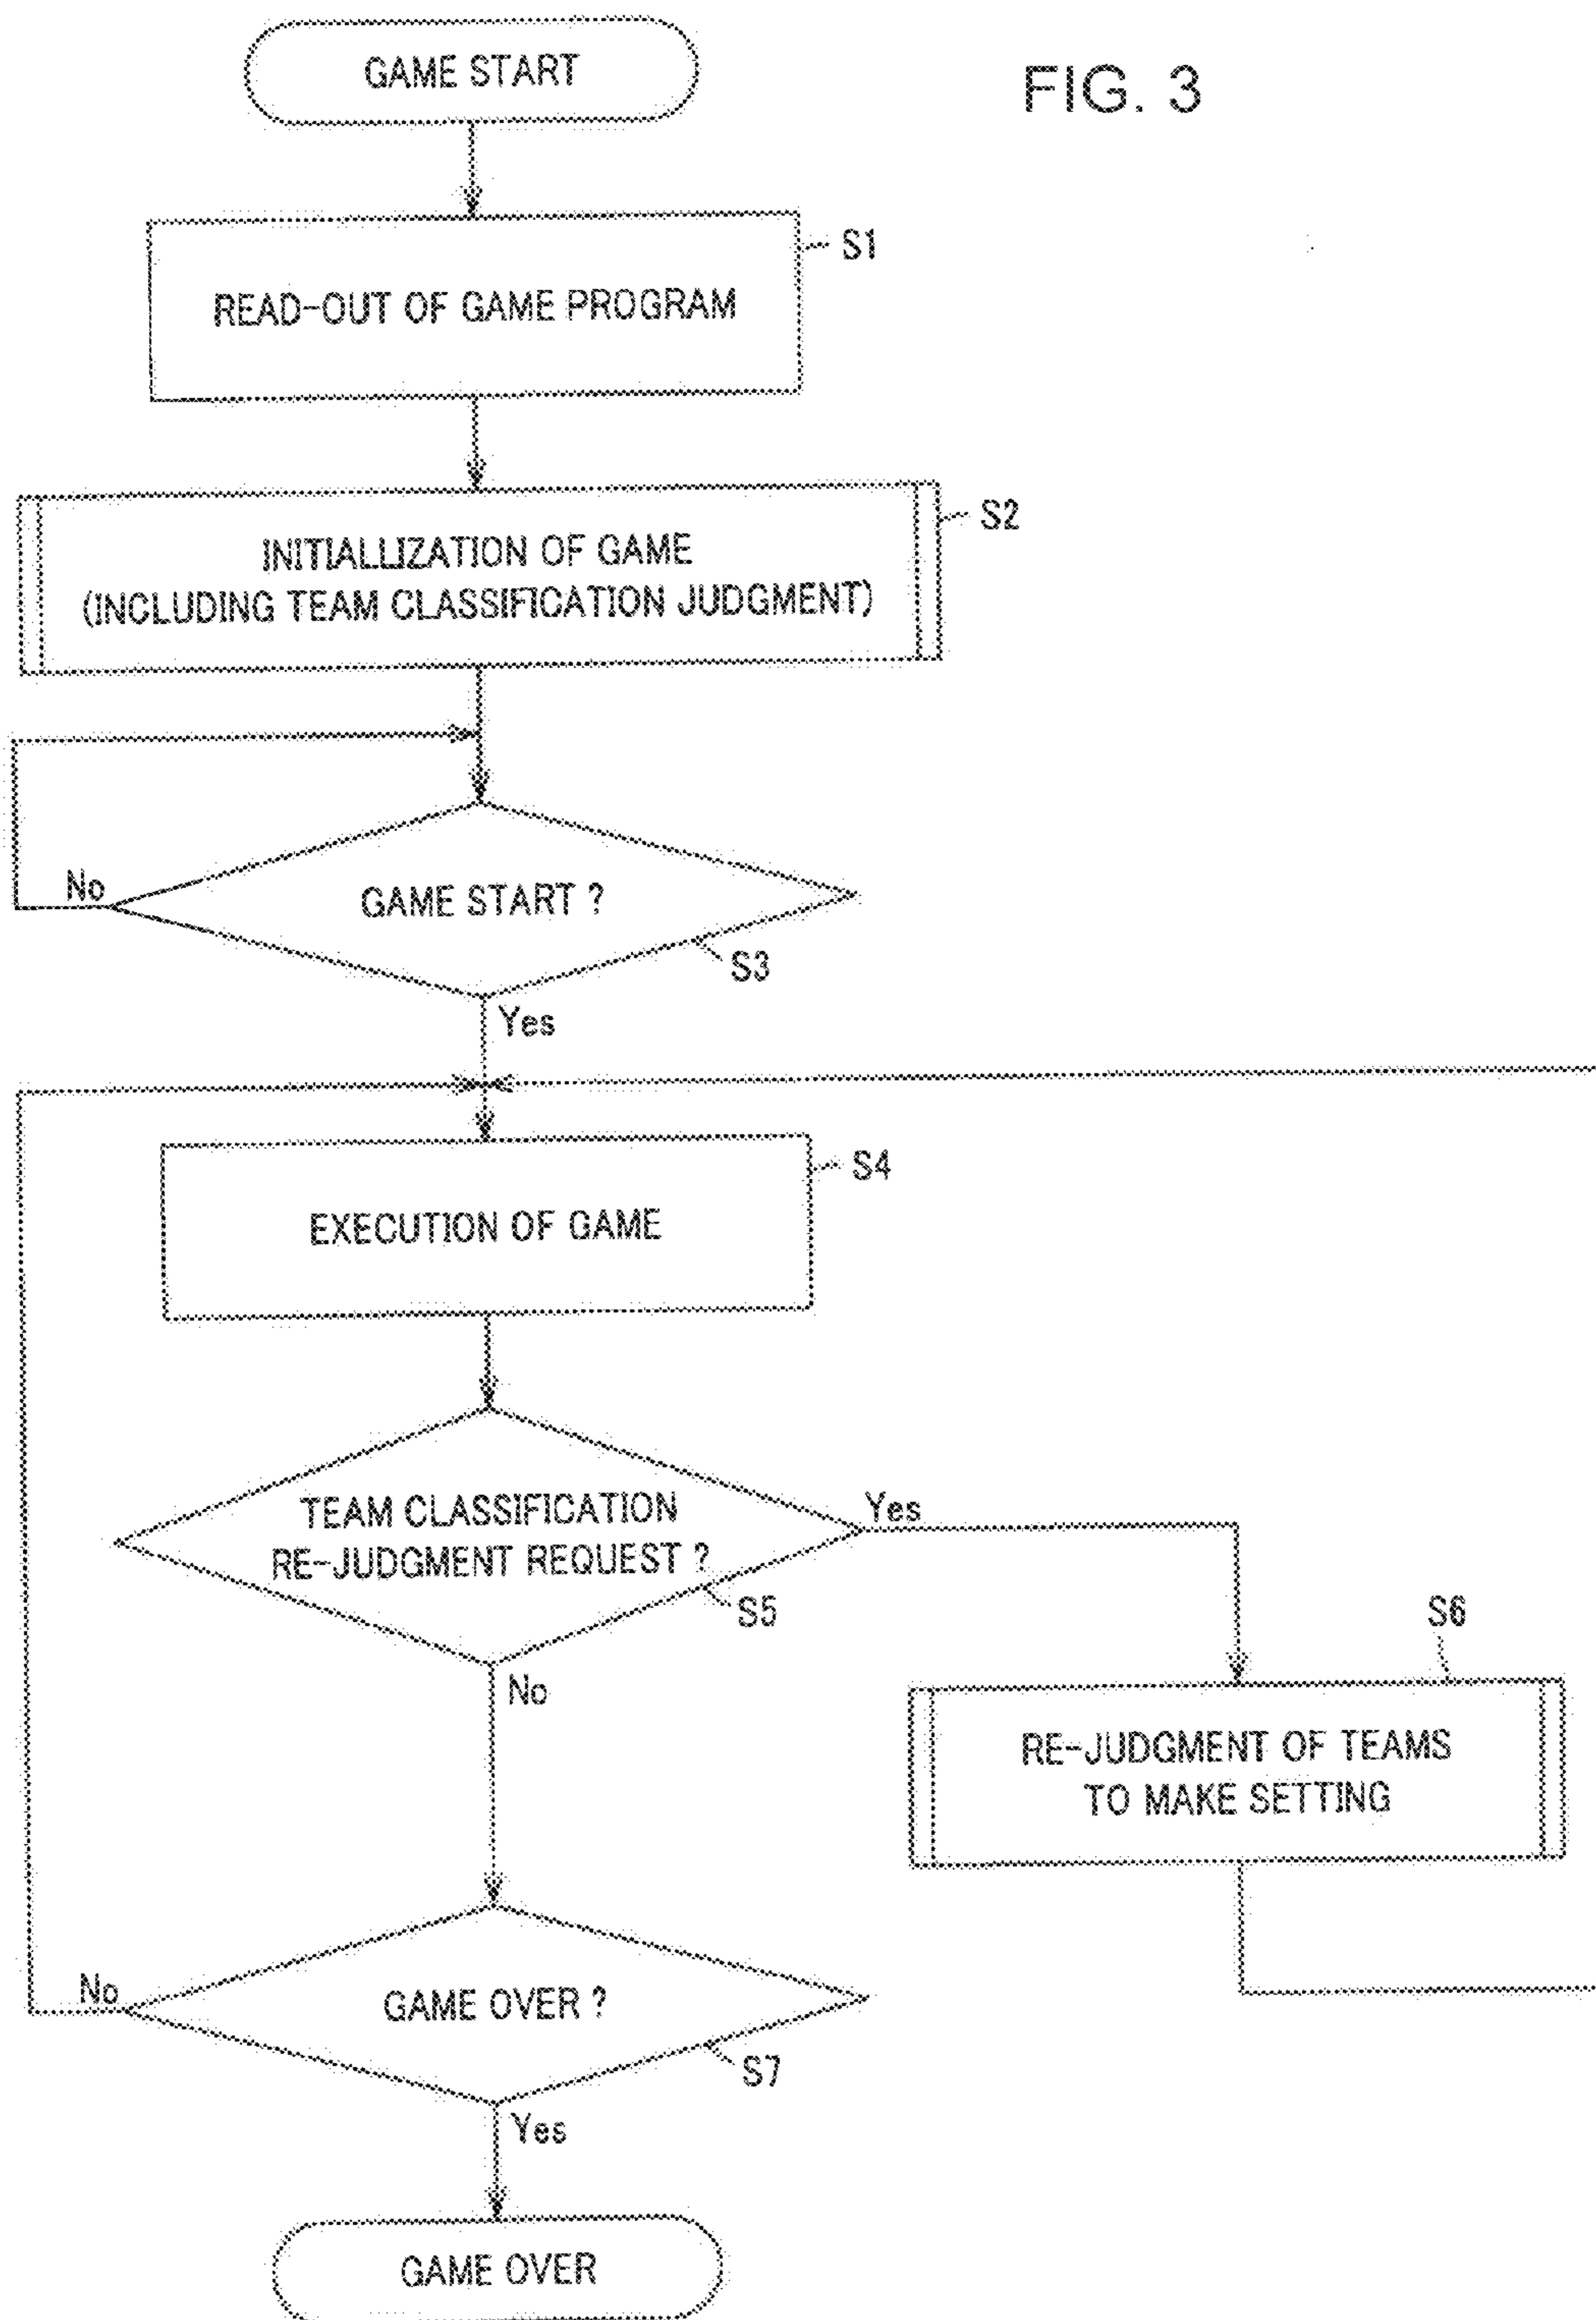 GAME START
FIG. 3
READ-OUT OF GAME PROGRAM
S1
INITIALLIZATION OF GAME
(INCLUDING TEAM CLASSIFICATION JUDGMENT)
S2
No
GAME START ?
S3
Yes
EXECUTION OF GAME
S4
TEAM CLASSIFICATION
RE-JUDGMENT REQUEST ?
S5
Yes
No
S6
RE-JUDGMENT OF TEAMS
TO MAKE SETTING
No
GAME OVER ?
S7
Yes
GAME OVER